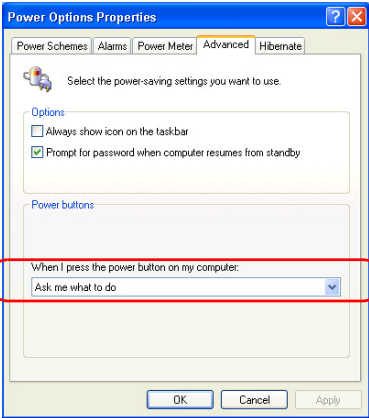 Power Options Properties
Power Schemes Alarms Power Meter Advanced Hibernate
Select the power-saving settings you want to use.
Options
Always show icon on the taskbar
Prompt for password when computer resumes from standby
Power buttons
When I press the power button on my computer:
Ask me what to do
OK Cancel Apply